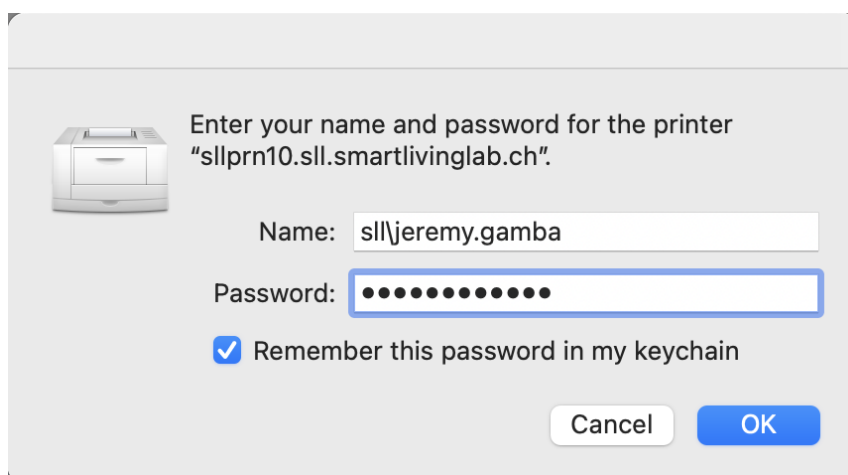 Enter your name and password for the printer
“sllprn10.sll.smartlivinglab.ch”.
Name: sll\jeremy.gamba
Password: ••••••••••••
Remember this password in my keychain
Cancel OK